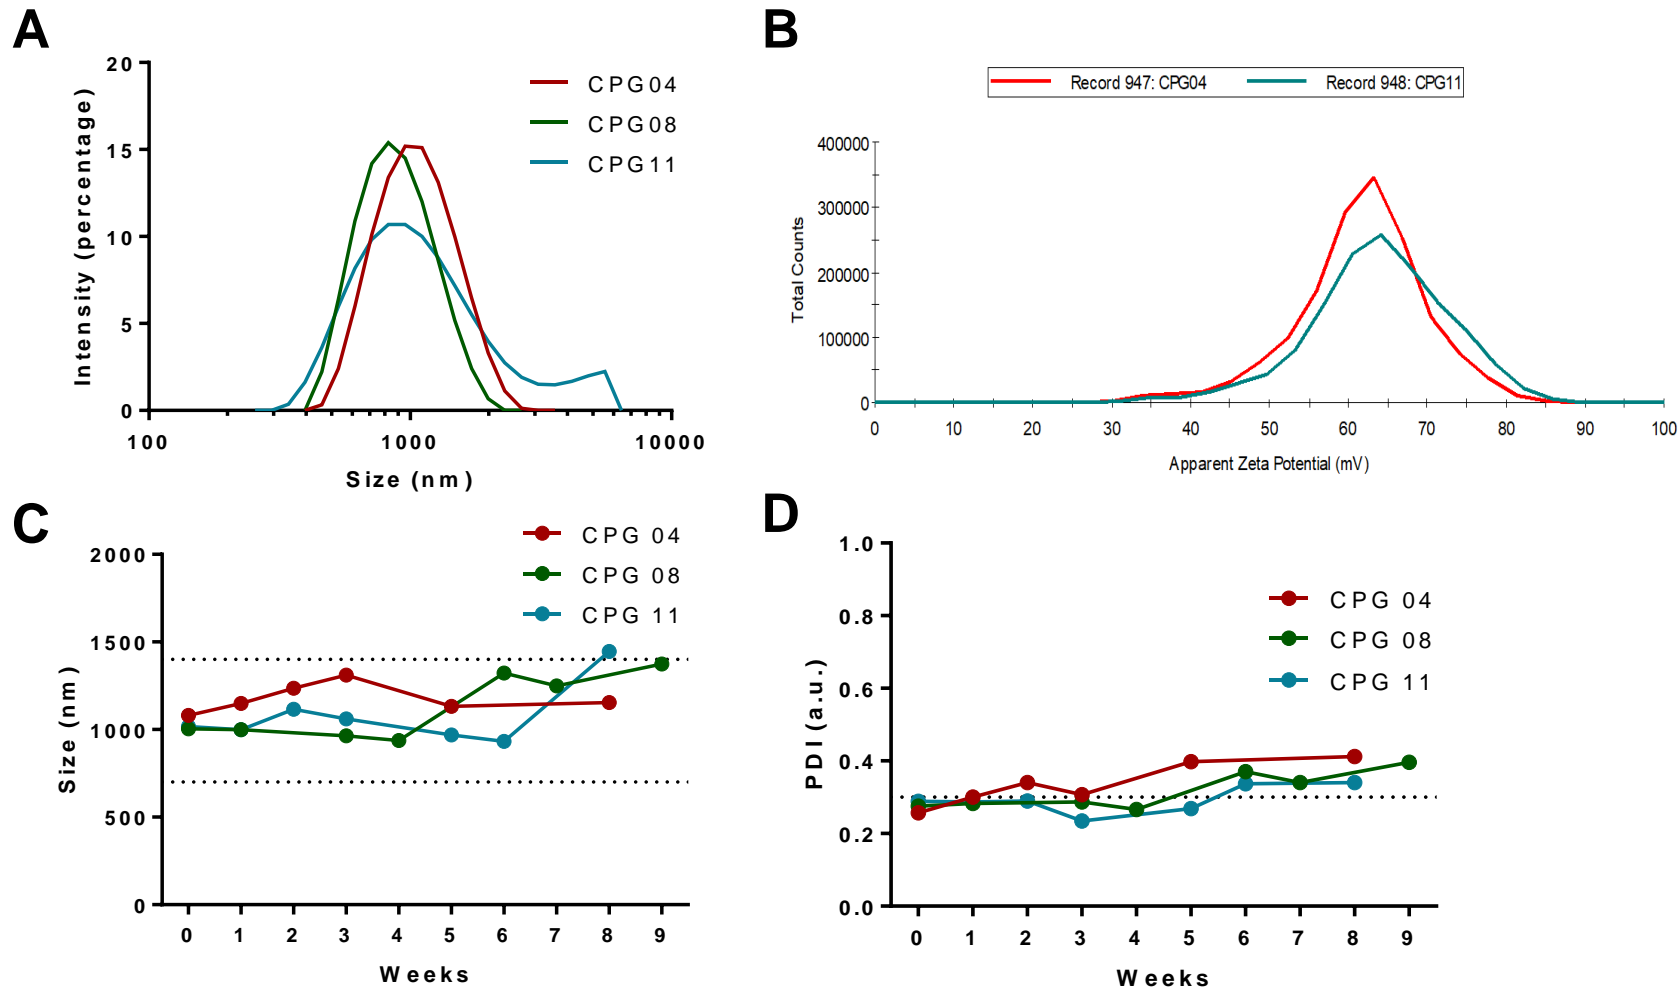 A
20
15
10
5
0
Intensity (percentage)
100
1000
10000
Size (nm)
CPG04
CPG08
CPG11
B
Record 947: CPG04
Record 948: CPG11
400000
300000
200000
100000
0
Total Counts
0 10 20 30 40 50 60 70 80 90 100
Apparent Zeta Potential (mV)
C
2000
1500
1000
500
0
Size (nm)
0 1 2 3 4 5 6 7 8 9
Weeks
CPG 04
CPG 08
CPG 11
D
1.0
0.8
0.6
0.4
0.2
0.0
PDI (a.u.)
0 1 2 3 4 5 6 7 8 9
Weeks
CPG 04
CPG 08
CPG 11